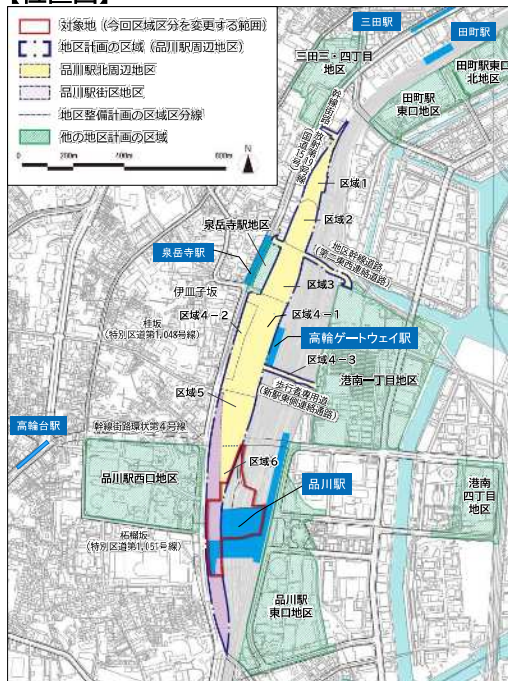 【位置図】
対象地（今回区域区分を変更する範囲）
地区計画の区域（品川駅周辺地区）
品川駅北周辺地区
品川駅街区地区
地区整備計画の区域区分線
他の地区計画の区域
0 200m 400m 600m
N
三田駅
田町駅
三田三・四丁目
地区
田町駅東口
北地区
田町駅
東口地区
幹線街路
放射第19号線
（国道15号）
区域1
区域2
泉岳寺駅地区
泉岳寺駅
地区幹線道路
（第二東西連絡道路）
区域3
伊皿子坂
区域4-2
区域4-1
桂坂
（特別区道第1,048号線）
高輪ゲートウェイ駅
区域4-3
歩行者専用道
（新駅東側連絡通路）
港南一丁目地区
区域5
高輪台駅
幹線街路環状第4号線
品川駅西口地区
区域6
品川駅
港南
四丁目
地区
柘榴坂
（特別区道第1,057号線）
品川駅
東口地区